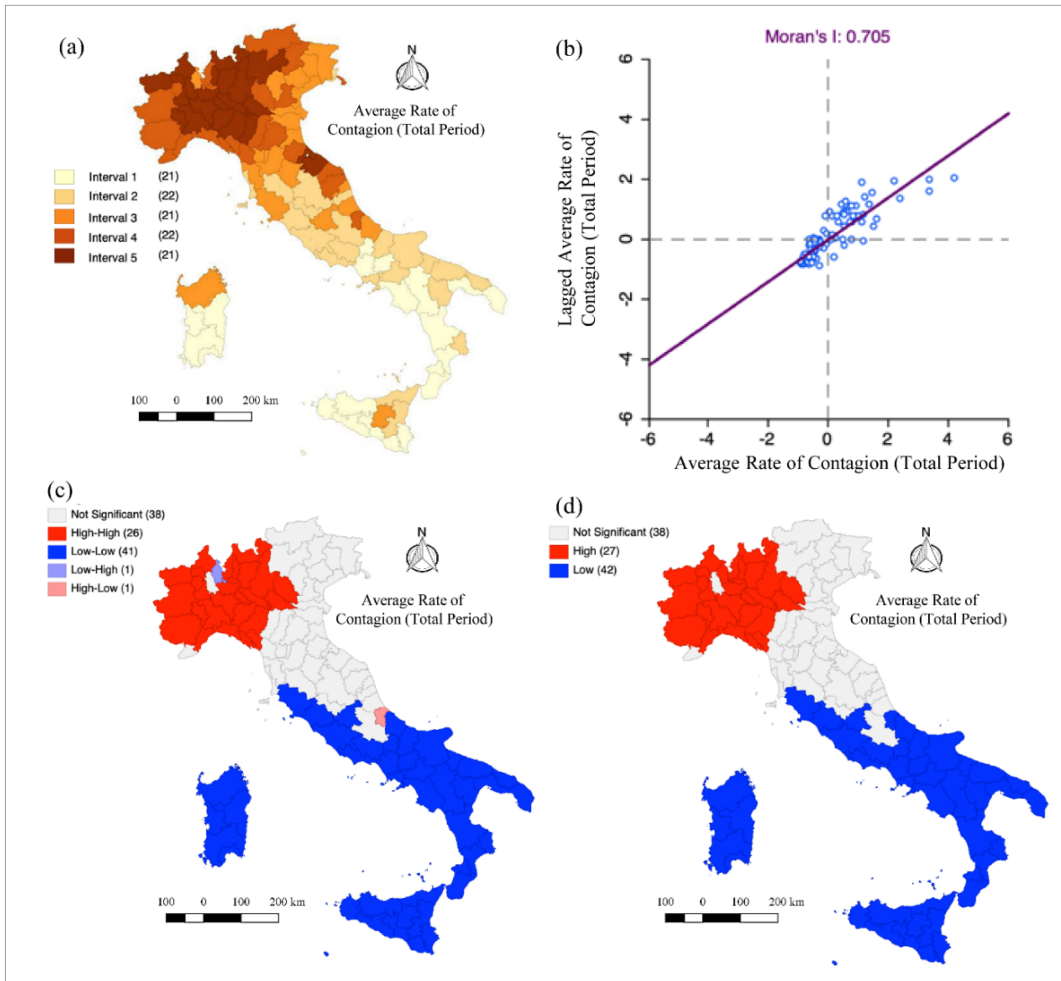 (a)
N
Average Rate of
Contagion (Total Period)
Interval 1 (21)
Interval 2 (22)
Interval 3 (21)
Interval 4 (22)
Interval 5 (21)
100 0 100 200 km
(b)
Moran's I: 0.705
6
4
2
0
-2
-4
-6
Lagged Average Rate of
Contagion (Total Period)
-6 -4 -2 0 2 4 6
Average Rate of Contagion (Total Period)
(c)
Not Significant (38)
High-High (26)
Low-Low (41)
Low-High (1)
High-Low (1)
N
Average Rate of
Contagion (Total Period)
100 0 100 200 km
(d)
Not Significant (38)
High (27)
Low (42)
N
Average Rate of
Contagion (Total Period)
100 0 100 200 km